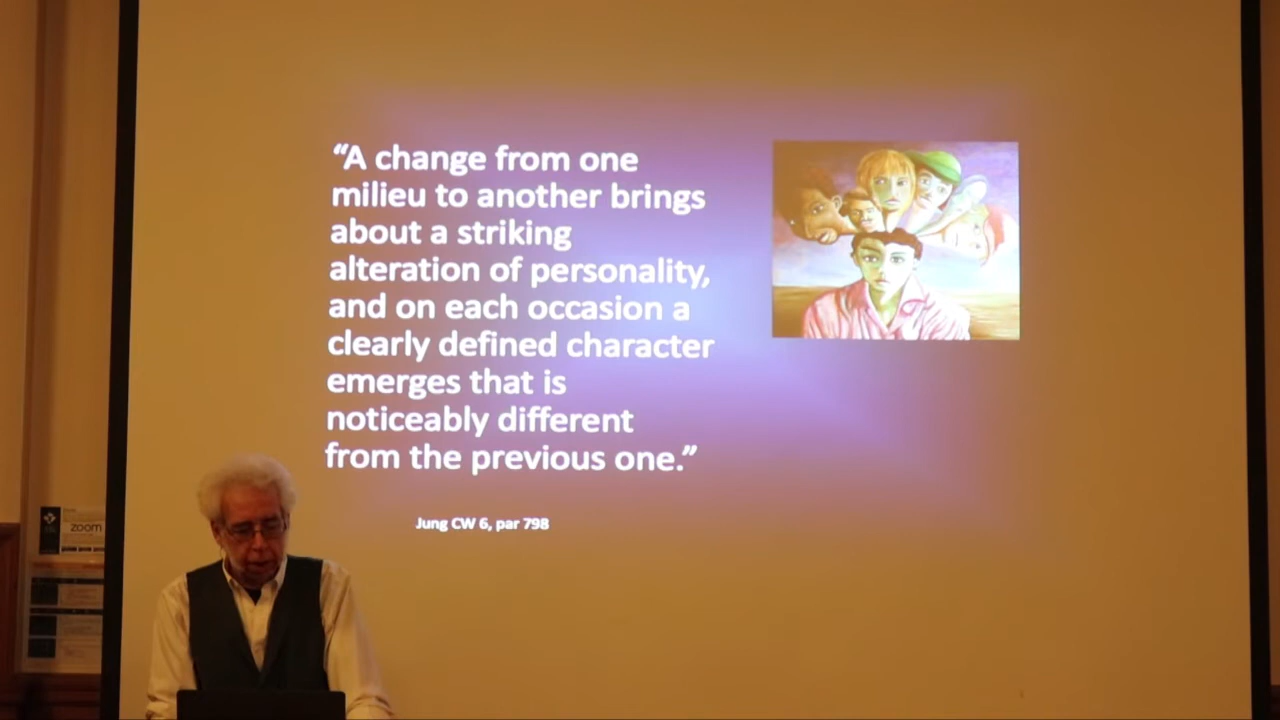 “A change from one
milieu to another brings
about a striking
alteration of personality,
and on each occasion a
clearly defined character
emerges that is
noticeably different
from the previous one.”
Jung CW 6, par 798
zoom